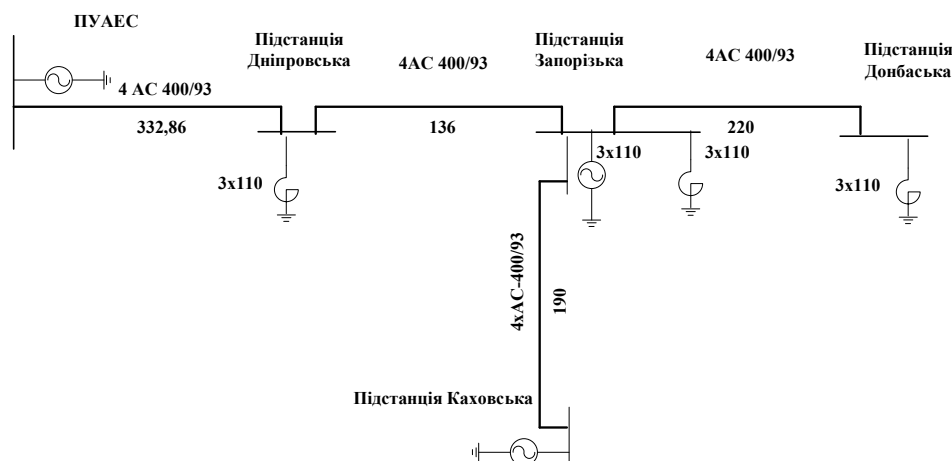 ПУАЕС
Підстанція
Дніпровська
4 АС 400/93
332,86
3х110
4АС 400/93
136
Підстанція
Запорізька
4АС 400/93
220
Підстанція
Донбаська
3х110
3х110
3х110
4хАС-400/93
190
Підстанція Каховська